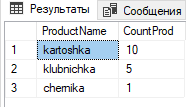 Результаты Сообщения
ProductName CountProd
1 kartoshka 10
2 klubnichka 5
3 chernika 1